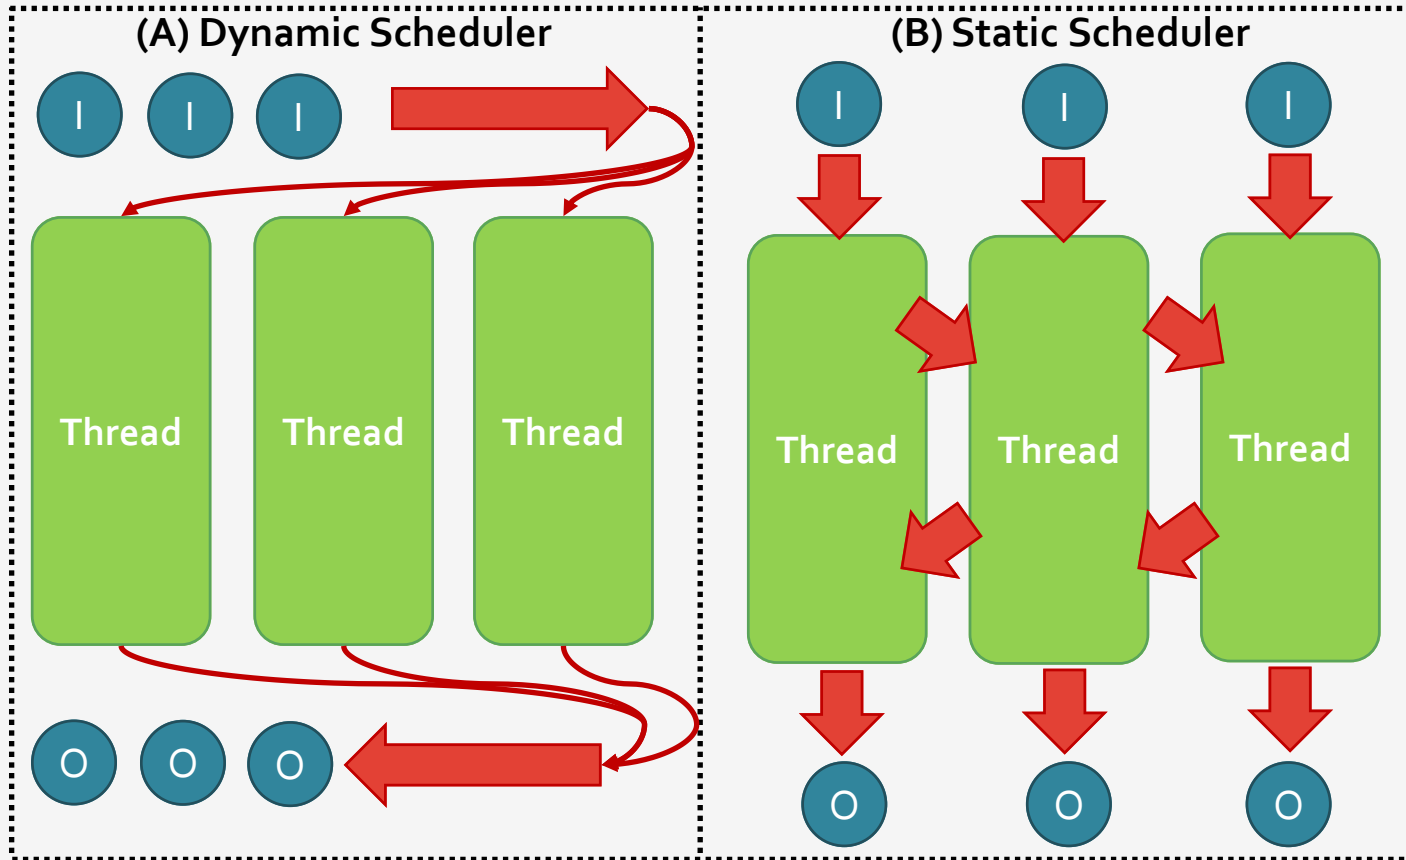 (A) Dynamic Scheduler
I I I
Thread Thread Thread
O O O
(B) Static Scheduler
I I I
Thread Thread Thread
O O O